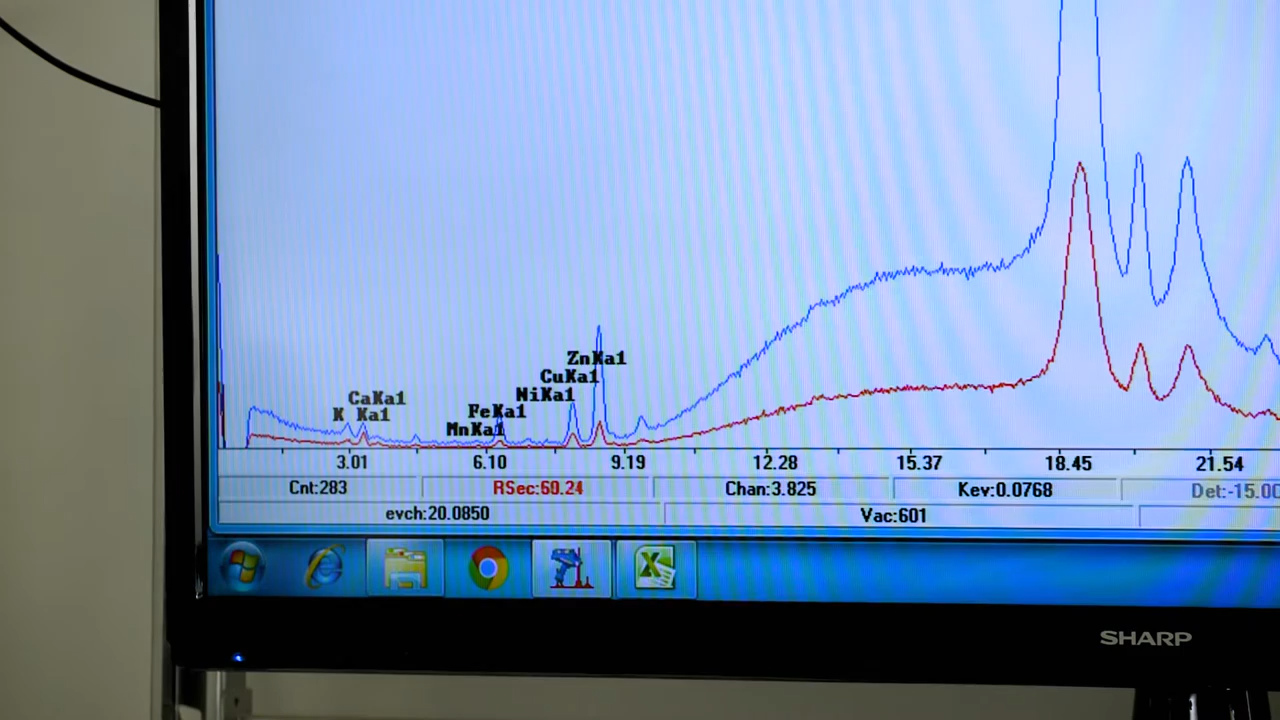 ZnKa1
CuKa1
NiKa1
CaKa1
K Ka1
FeKa1
MnKa1
3.01 6.10 9.19 12.28 15.37 18.45 21.54
Cnt:283 RSec:60.24 Chan:3.825 Kev:0.0768 Det:-15.00
evch:20.0850 Vac:601
SHARP